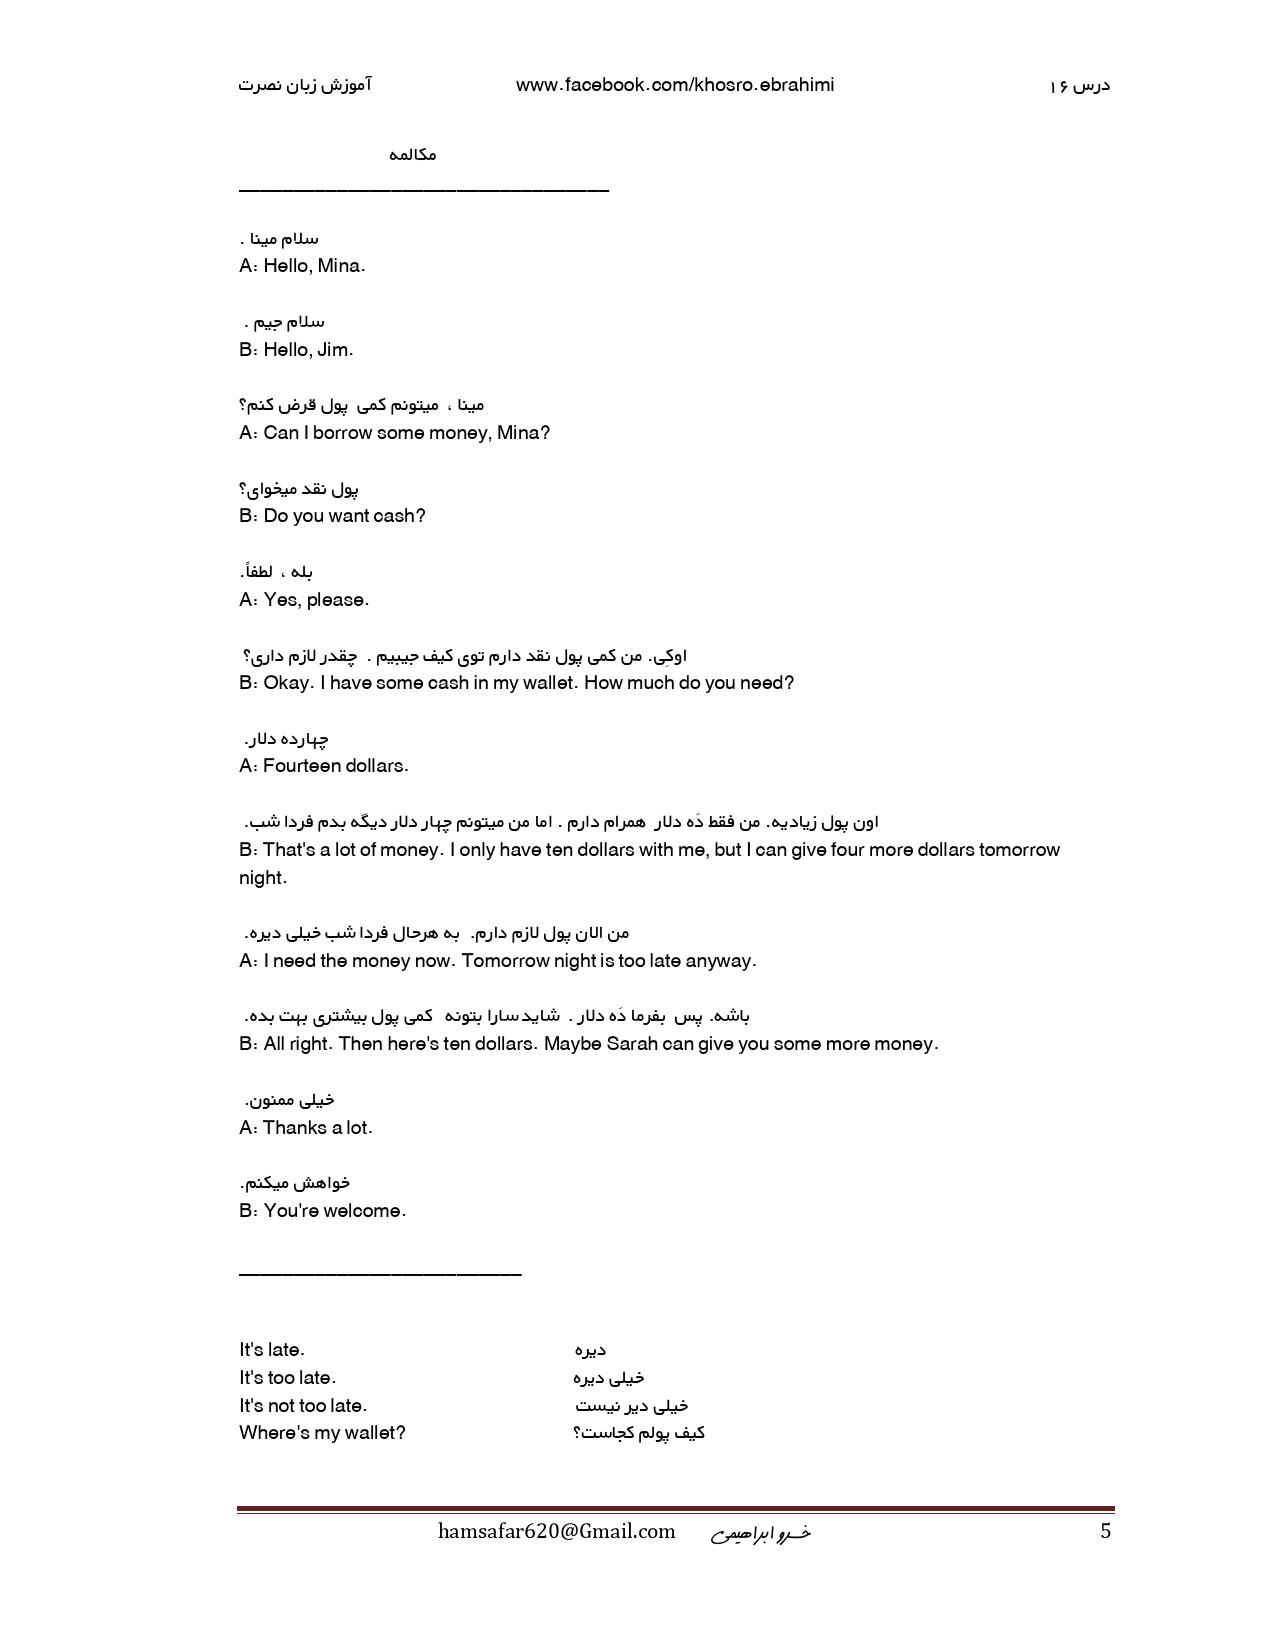 آموزش زبان نصرت www.facebook.com/khosro.ebrahimi درس ۱۶
مکالمه
سلام مینا .
A: Hello, Mina.
سلام جیم .
B: Hello, Jim.
مینا ، میتونم کمی پول قرض کنم؟
A: Can I borrow some money, Mina?
پول نقد میخوای؟
B: Do you want cash?
بله ، لطفاً.
A: Yes, please.
اوکِی. من کمی پول نقد دارم توی کیف جیبیم . چقدر لازم داری؟
B: Okay. I have some cash in my wallet. How much do you need?
چهارده دلار.
A: Fourteen dollars.
اون پول زیادیه. من فقط دَه دلار همرام دارم . اما من میتونم چهار دلار دیگه بدم فردا شب.
B: That's a lot of money. I only have ten dollars with me, but I can give four more dollars tomorrow
night.
من الان پول لازم دارم. به هرحال فردا شب خیلی دیره.
A: I need the money now. Tomorrow night is too late anyway.
باشه. پس بفرما دَه دلار . شاید سارا بتونه کمی پول بیشتری بهت بده.
B: All right. Then here's ten dollars. Maybe Sarah can give you some more money.
خیلی ممنون.
A: Thanks a lot.
خواهش میکنم.
B: You're welcome.
It's late. دیره
It's too late. خیلی دیره
It's not too late. خیلی دیر نیست
Where's my wallet? کیف پولم کجاست؟
hamsafar620@Gmail.com خسرو ابراهیمی 5